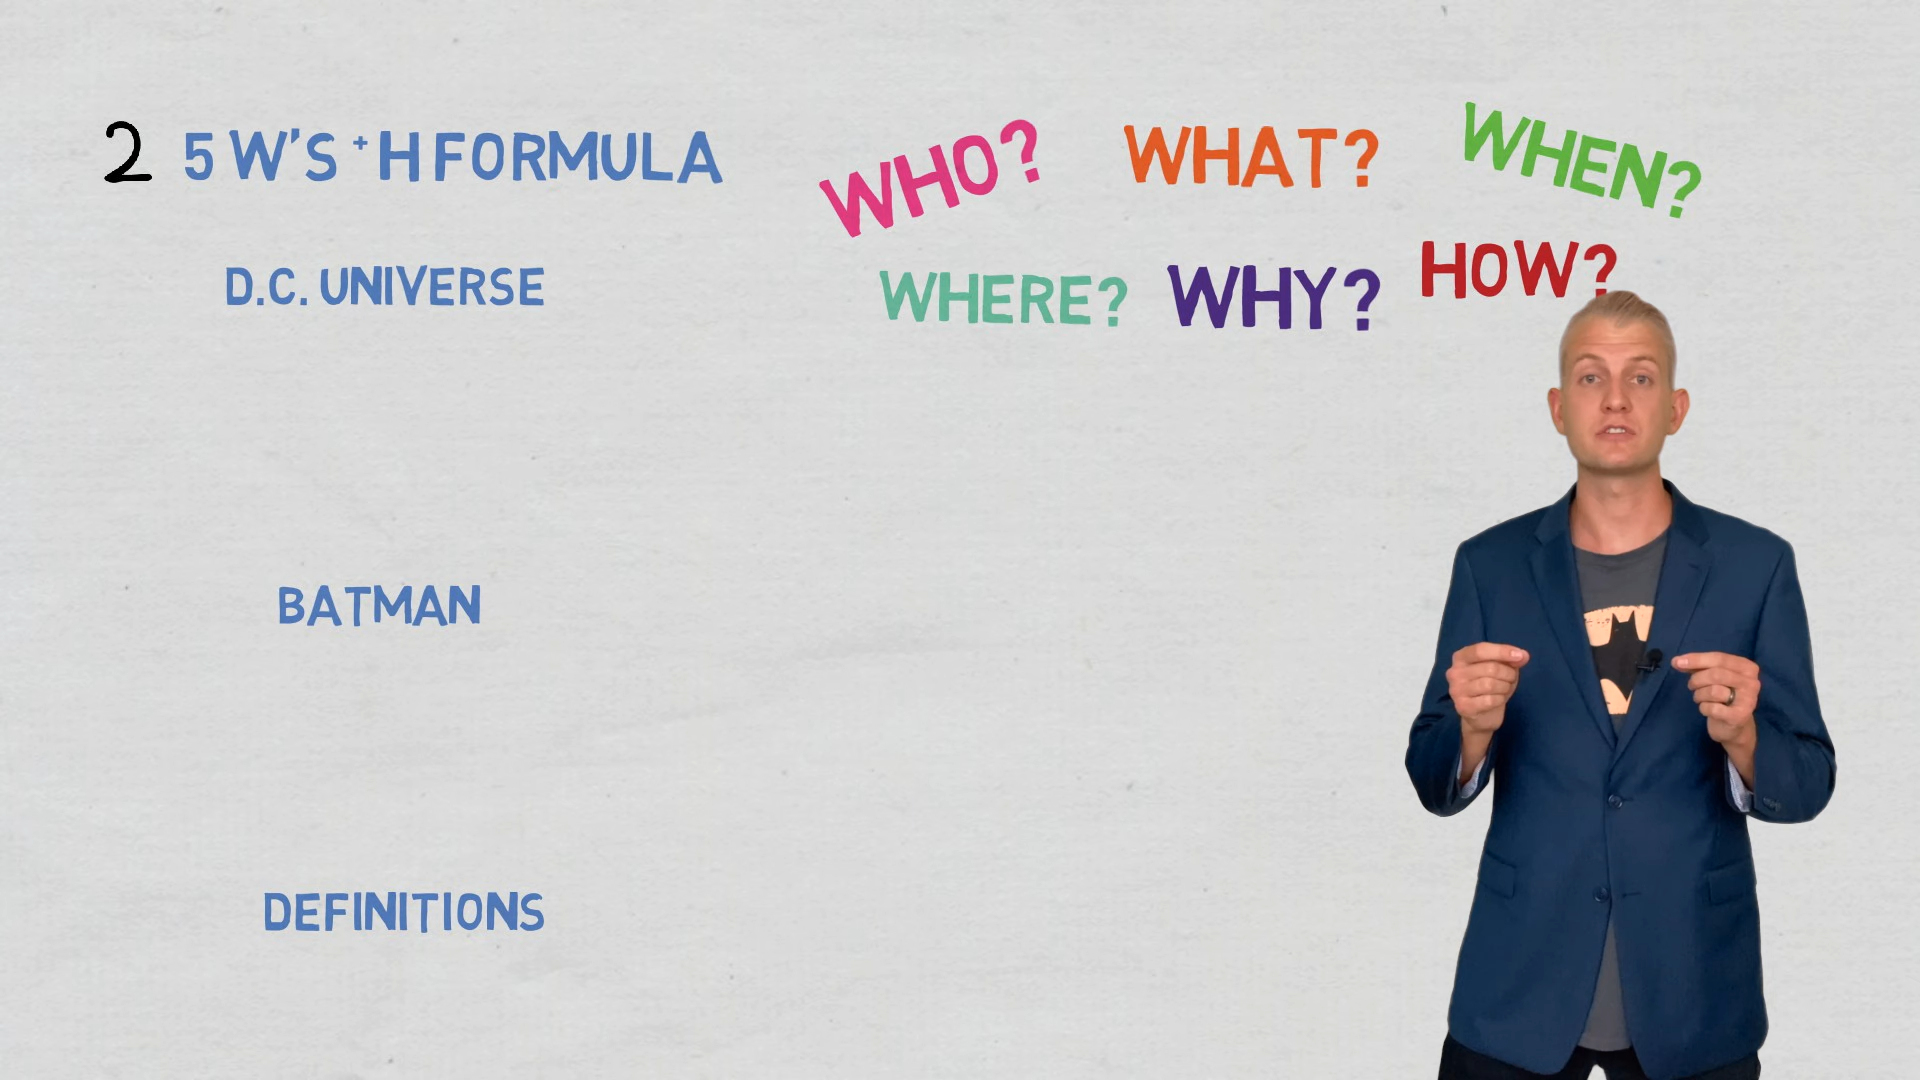 2 5 W'S + H FORMULA
WHO? WHAT? WHEN?
WHERE? WHY? HOW?
D.C. UNIVERSE
BATMAN
DEFINITIONS